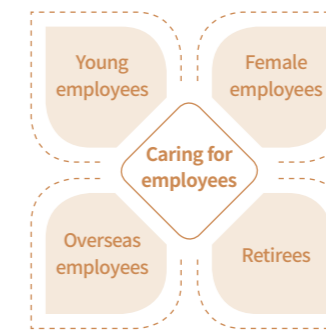 Young
employees
Female
employees
Caring for
employees
Overseas
employees
Retirees